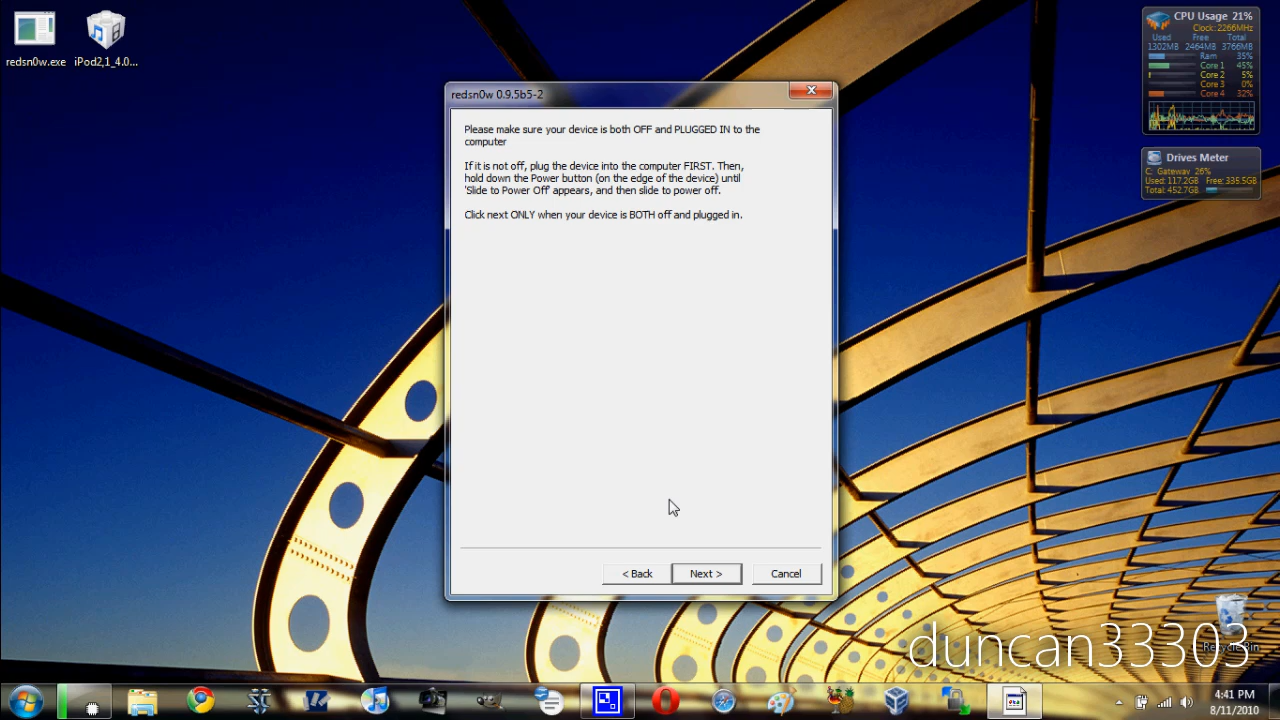 redsn0w.exe
iPod2,1_4.0...
redsn0w 0.9.5b5-2
Please make sure your device is both OFF and PLUGGED IN to the
computer
If it is not off, plug the device into the computer FIRST. Then,
hold down the Power button (on the edge of the device) until
'Slide to Power Off' appears, and then slide to power off.
Click next ONLY when your device is BOTH off and plugged in.
< Back
Next >
Cancel
CPU Usage 21%
Clock: 2266MHz
Used Free Total
1302MB 2464MB 3766MB
Ram 35%
Core 1 45%
Core 2 5%
Core 3 0%
Core 4 32%
Drives Meter
C: Gateway 26%
Used: 117.2GB Free: 335.5GB
Total: 452.7GB
Recycle Bin
duncan33303
4:41 PM
8/11/2010